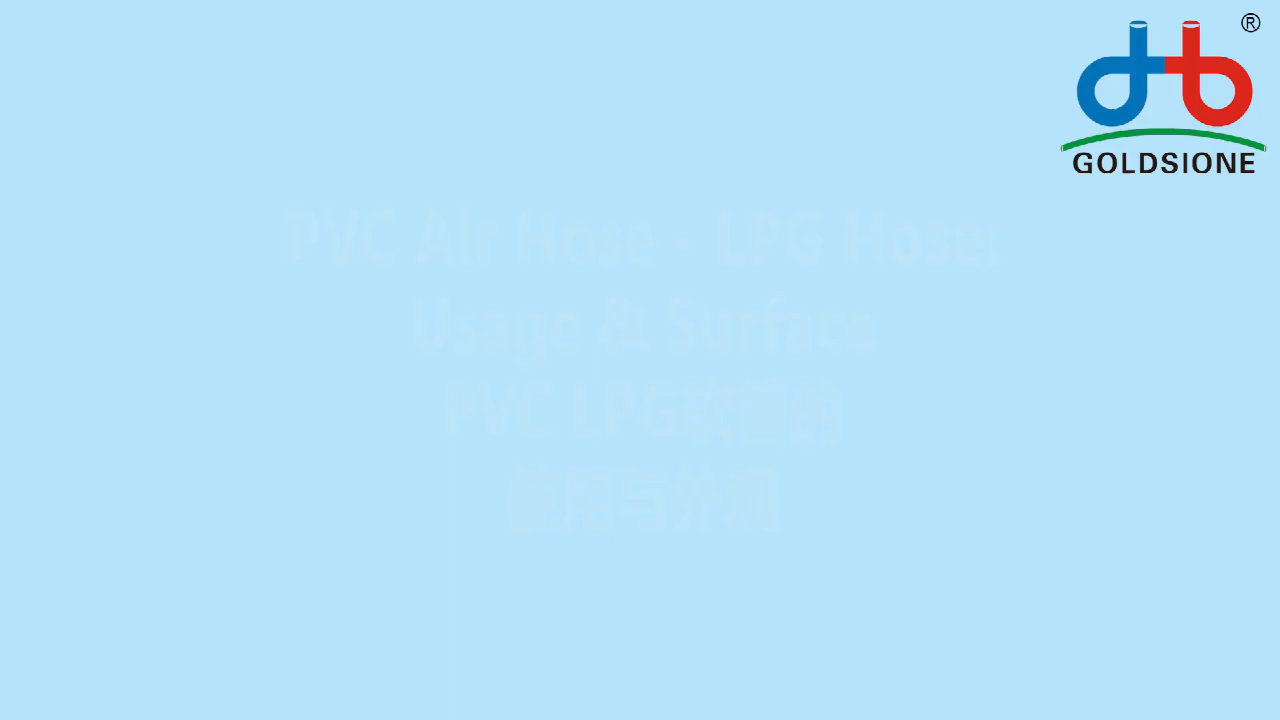 ®
GOLDSIONE
PVC Air Hose - LPG Hose:
Usage & Surface
PVC LPG软管的
使用与外观